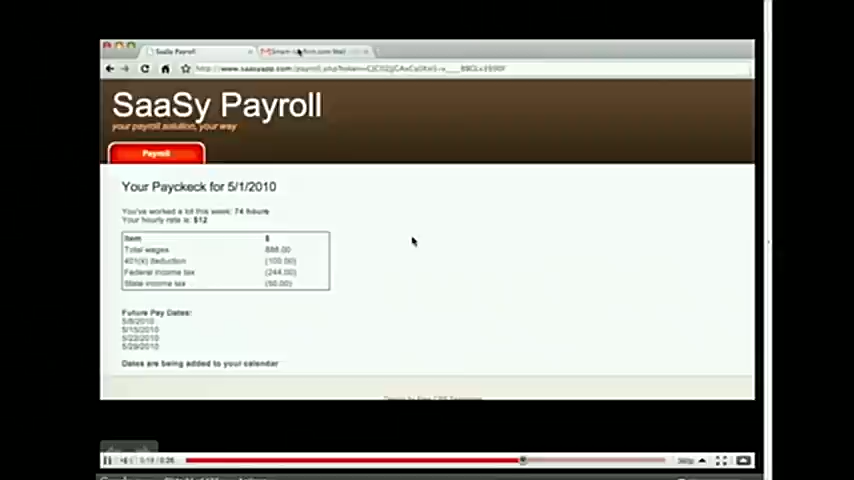 SaaSy Payroll
SaaSy Payroll
your payroll solution, your way
Payroll
Your Payckeck for 5/1/2010
You've worked a lot this week: 74 hours
Your hourly rate is: $12
Item $
Total wages 888.00
401(k) deduction (100.00)
Federal income tax (244.00)
State income tax (50.00)
Future Pay Dates:
5/8/2010
5/15/2010
5/22/2010
5/29/2010
Dates are being added to your calendar